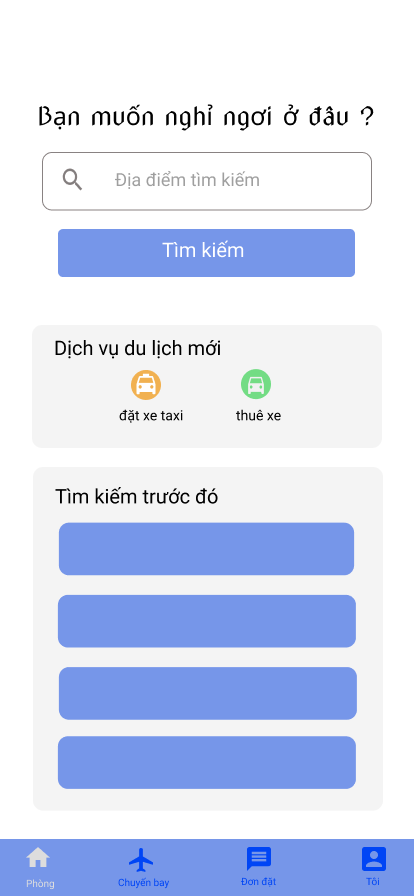 Bạn muốn nghỉ ngơi ở đâu ?
Địa điểm tìm kiếm
Tìm kiếm
Dịch vụ du lịch mới
đặt xe taxi
thuê xe
Tìm kiếm trước đó
Phòng
Chuyến bay
Đơn đặt
Tôi